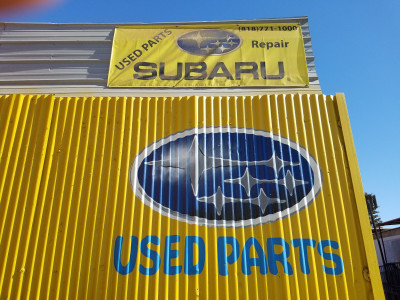 USED PARTS
(818)771-1000
Repair
SUBARU
USED PARTS